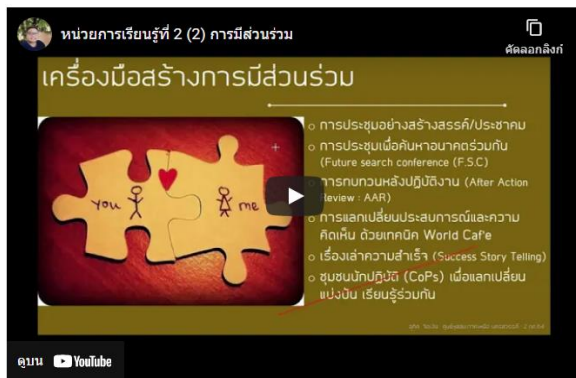 หน่วยการเรียนรู้ที่ 2 (2) การมีส่วนร่วม
คัดลอกลิงก์
เครื่องมือสร้างการมีส่วนร่วม
การประชุมอย่างสร้างสรรค์/ประชาคม
การประชุมเพื่อค้นหาอนาคตร่วมกัน
(Future search conference (F.S.C)
การทบทวนหลังปฏิบัติงาน (After Action
Review : AAR)
การแลกเปลี่ยนประสบการณ์และความ
คิดเห็น ด้วยเทคนิค World Caf'e
เรื่องเล่าความสำเร็จ (Success Story Telling)
ชุมชนนักปฏิบัติ (CoPs) เพื่อแลกเปลี่ยน
แบ่งปัน เรียนรู้ร่วมกัน
you
me
ดูบน YouTube